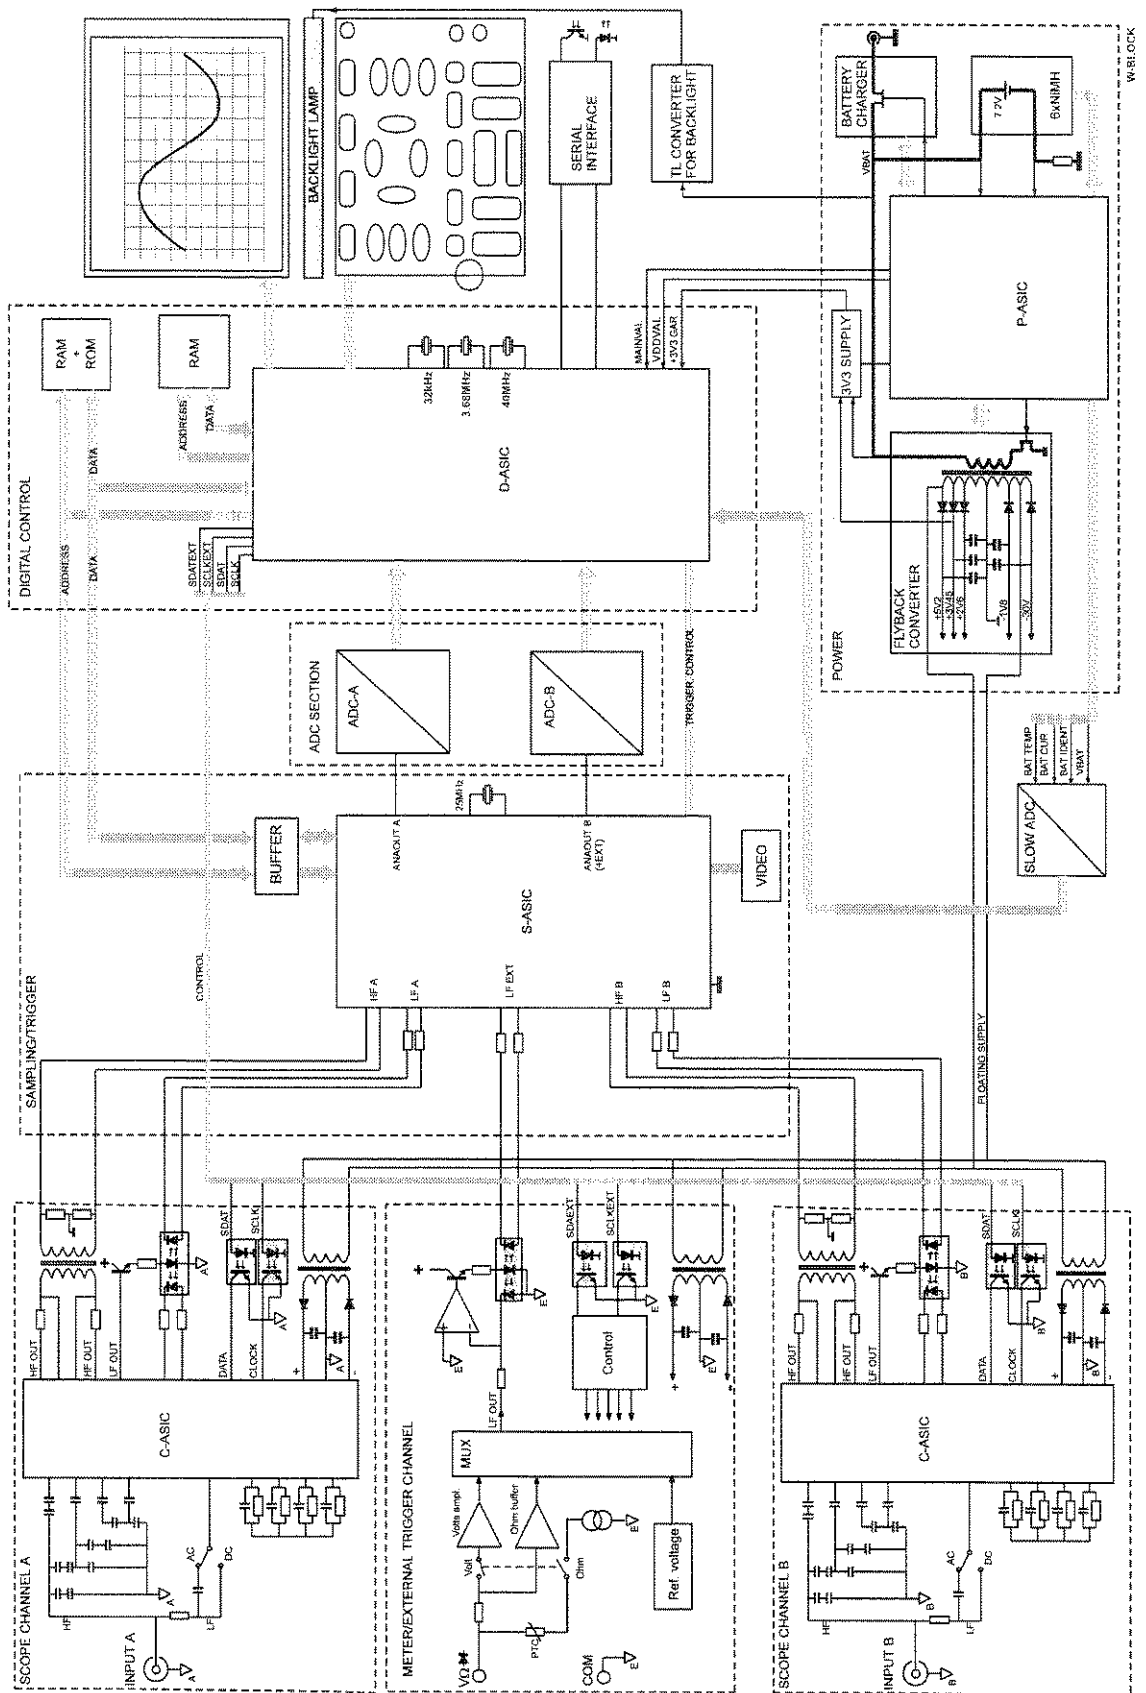 SCOPE CHANNEL A
INPUT A
A
HF
LF
A
AC
DC
C-ASIC
HF OUT
HF OUT
LF OUT
DATA
CLOCK
+
-
+
A
SDAT
SCLK
A
METER/EXTERNAL TRIGGER CHANNEL
COM
E
PTC
Volt
Ohm
Volts ampl.
Ohm buffer
E
Ref. voltage
MUX
LF OUT
Control
+
E
E
SDAEXT
SCLKEXT
E
E
+
-
SCOPE CHANNEL B
INPUT B
B
HF
LF
B
AC
DC
C-ASIC
HF OUT
HF OUT
LF OUT
DATA
CLOCK
+
-
+
B
SDAT
SCLK
B
B
SAMPLING/TRIGGER
HF A
LF A
LF EXT
HF B
LF B
S-ASIC
BUFFER
25MHz
ANAOUT A
ANAOUT B
(+EXT)
VIDEO
CONTROL
FLOATING SUPPLY
ADC SECTION
ADC-A
ADC-B
TRIGGER, CONTROL
DIGITAL CONTROL
ADDRESS
DATA
DATA
ADDRESS
DATA
RAM
+
ROM
RAM
SDATEXT
SCLKEXT
SDAT
SCLK
D-ASIC
32kHz
3.68MHz
40MHz
MAINVAL
VDDVAL
+3V3 GAR
BACKLIGHT LAMP
SERIAL
INTERFACE
TL CONVERTER
FOR BACKLIGHT
SLOW ADC
BAT TEMP
BAT CUR
BAT IDENT
VBAT
POWER
FLYBACK
CONVERTER
+5V2
+3V45
+2V6
-1V8
-30V
3V3 SUPPLY
P-ASIC
VBAT
BATTERY
CHARGER
7.2V
6xNiMH
W-BLOCK